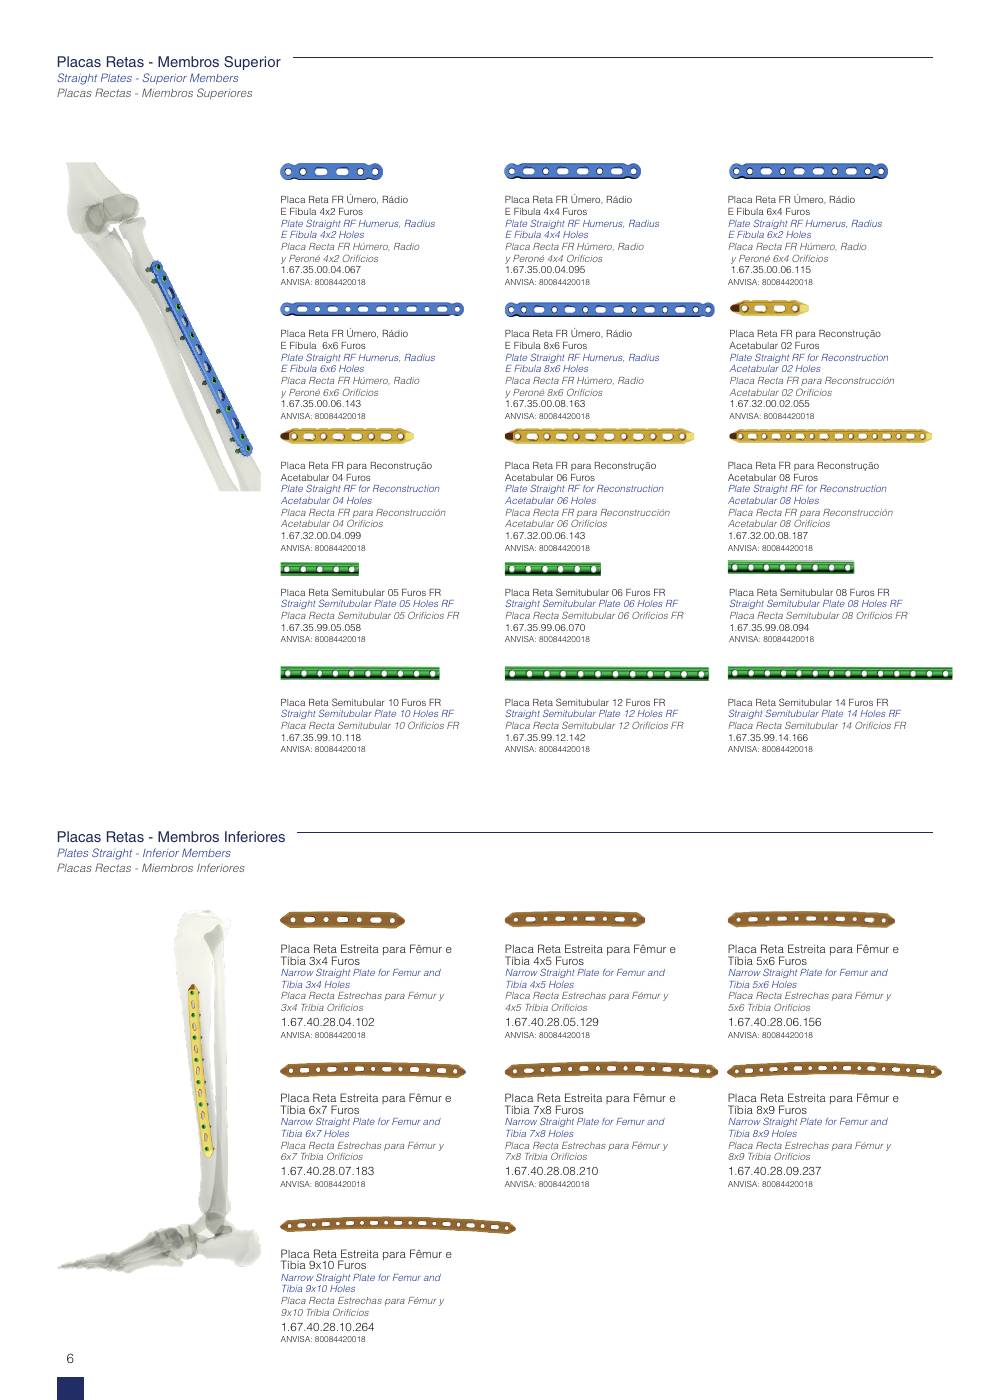 Placas Retas - Membros Superior
Straight Plates - Superior Members
Placas Rectas - Miembros Superiores
Placa Reta FR Úmero, Rádio
E Fíbula 4x2 Furos
Plate Straight RF Humerus, Radius
E Fíbula 4x2 Holes
Placa Recta FR Húmero, Radio
y Peroné 4x2 Orifícios
1.67.35.00.04.067
ANVISA: 80084420018
Placa Reta FR Úmero, Rádio
E Fíbula 4x4 Furos
Plate Straight RF Humerus, Radius
E Fíbula 4x4 Holes
Placa Recta FR Húmero, Radio
y Peroné 4x4 Orifícios
1.67.35.00.04.095
ANVISA: 80084420018
Placa Reta FR Úmero, Rádio
E Fíbula 6x4 Furos
Plate Straight RF Humerus, Radius
E Fíbula 6x2 Holes
Placa Recta FR Húmero, Radio
y Peroné 6x4 Orifícios
1.67.35.00.06.115
ANVISA: 80084420018
Placa Reta FR Úmero, Rádio
E Fíbula 6x6 Furos
Plate Straight RF Humerus, Radius
E Fíbula 6x6 Holes
Placa Recta FR Húmero, Radio
y Peroné 6x6 Orifícios
1.67.35.00.06.143
ANVISA: 80084420018
Placa Reta FR Úmero, Rádio
E Fíbula 8x6 Furos
Plate Straight RF Humerus, Radius
E Fíbula 8x6 Holes
Placa Recta FR Húmero, Radio
y Peroné 8x6 Orifícios
1.67.35.00.08.163
ANVISA: 80084420018
Placa Reta FR para Reconstrução
Acetabular 02 Furos
Plate Straight RF for Reconstruction
Acetabular 02 Holes
Placa Recta FR para Reconstrucción
Acetabular 02 Orifícios
1.67.32.00.02.055
ANVISA: 80084420018
Placa Reta FR para Reconstrução
Acetabular 04 Furos
Plate Straight RF for Reconstruction
Acetabular 04 Holes
Placa Recta FR para Reconstrucción
Acetabular 04 Orifícios
1.67.32.00.04.099
ANVISA: 80084420018
Placa Reta FR para Reconstrução
Acetabular 06 Furos
Plate Straight RF for Reconstruction
Acetabular 06 Holes
Placa Recta FR para Reconstrucción
Acetabular 06 Orifícios
1.67.32.00.06.143
ANVISA: 80084420018
Placa Reta FR para Reconstrução
Acetabular 08 Furos
Plate Straight RF for Reconstruction
Acetabular 08 Holes
Placa Recta FR para Reconstrucción
Acetabular 08 Orifícios
1.67.32.00.08.187
ANVISA: 80084420018
Placa Reta Semitubular 05 Furos FR
Straight Semitubular Plate 05 Holes RF
Placa Recta Semitubular 05 Orifícios FR
1.67.35.99.05.058
ANVISA: 80084420018
Placa Reta Semitubular 06 Furos FR
Straight Semitubular Plate 06 Holes RF
Placa Recta Semitubular 06 Orifícios FR
1.67.35.99.06.070
ANVISA: 80084420018
Placa Reta Semitubular 08 Furos FR
Straight Semitubular Plate 08 Holes RF
Placa Recta Semitubular 08 Orifícios FR
1.67.35.99.08.094
ANVISA: 80084420018
Placa Reta Semitubular 10 Furos FR
Straight Semitubular Plate 10 Holes RF
Placa Recta Semitubular 10 Orifícios FR
1.67.35.99.10.118
ANVISA: 80084420018
Placa Reta Semitubular 12 Furos FR
Straight Semitubular Plate 12 Holes RF
Placa Recta Semitubular 12 Orifícios FR
1.67.35.99.12.142
ANVISA: 80084420018
Placa Reta Semitubular 14 Furos FR
Straight Semitubular Plate 14 Holes RF
Placa Recta Semitubular 14 Orifícios FR
1.67.35.99.14.166
ANVISA: 80084420018
Placas Retas - Membros Inferiores
Plates Straight - Inferior Members
Placas Rectas - Miembros Inferiores
Placa Reta Estreita para Fêmur e
Tíbia 3x4 Furos
Narrow Straight Plate for Femur and
Tibia 3x4 Holes
Placa Recta Estrechas para Fémur y
3x4 Tríbia Orifícios
1.67.40.28.04.102
ANVISA: 80084420018
Placa Reta Estreita para Fêmur e
Tíbia 4x5 Furos
Narrow Straight Plate for Femur and
Tibia 4x5 Holes
Placa Recta Estrechas para Fémur y
4x5 Tríbia Orifícios
1.67.40.28.05.129
ANVISA: 80084420018
Placa Reta Estreita para Fêmur e
Tíbia 5x6 Furos
Narrow Straight Plate for Femur and
Tibia 5x6 Holes
Placa Recta Estrechas para Fémur y
5x6 Tríbia Orifícios
1.67.40.28.06.156
ANVISA: 80084420018
Placa Reta Estreita para Fêmur e
Tíbia 6x7 Furos
Narrow Straight Plate for Femur and
Tibia 6x7 Holes
Placa Recta Estrechas para Fémur y
6x7 Tríbia Orifícios
1.67.40.28.07.183
ANVISA: 80084420018
Placa Reta Estreita para Fêmur e
Tíbia 7x8 Furos
Narrow Straight Plate for Femur and
Tibia 7x8 Holes
Placa Recta Estrechas para Fémur y
7x8 Tríbia Orifícios
1.67.40.28.08.210
ANVISA: 80084420018
Placa Reta Estreita para Fêmur e
Tíbia 8x9 Furos
Narrow Straight Plate for Femur and
Tibia 8x9 Holes
Placa Recta Estrechas para Fémur y
8x9 Tríbia Orifícios
1.67.40.28.09.237
ANVISA: 80084420018
Placa Reta Estreita para Fêmur e
Tíbia 9x10 Furos
Narrow Straight Plate for Femur and
Tibia 9x10 Holes
Placa Recta Estrechas para Fémur y
9x10 Tríbia Orifícios
1.67.40.28.10.264
ANVISA: 80084420018
6